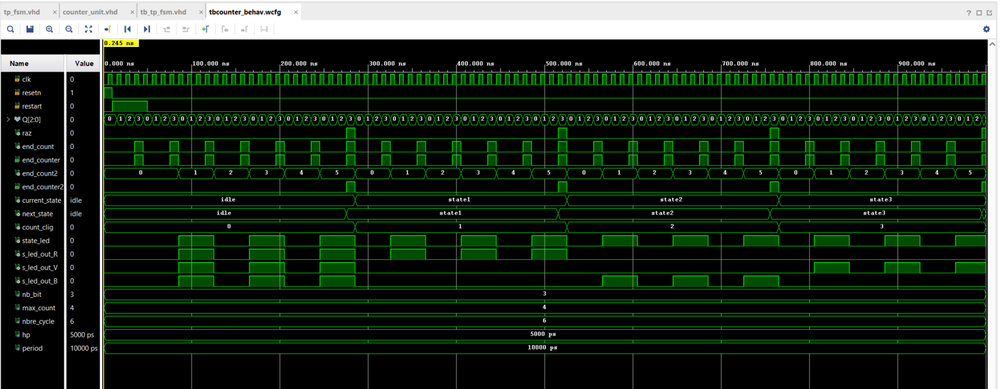 tp_fsm.vhd × counter_unit.vhd × tb_tp_fsm.vhd × tbcounter_behav.wcfg ×
0.245 ns
Name Value 0.000 ns 100.000 ns 200.000 ns 300.000 ns 400.000 ns 500.000 ns 600.000 ns 700.000 ns 800.000 ns 900.000 ns
clk 0
resetn 1
restart 0
Q[2:0] 0 0 1 2 3 0 1 2 3 0 1 2 3 0 1 2 3 0 1 2 3 0 1 2 3 0 1 2 3 0 1 2 3 0 1 2 3 0 1 2 3 0 1 2 3 0 1 2 3 0 1 2 3 0 1 2 3 0 1 2 3 0 1 2 3 0 1 2 3 0 1 2 3 0 1 2 3 0 1 2 3 0 1 2 3 0 1 2 3 0 1 2 3 0 1 2 3 0 1 2
raz 0
end_count 0
end_counter 0
end_count2 0 0 1 2 3 4 5 0 1 2 3 4 5 0 1 2 3 4 5 0 1 2 3 4 5
end_counter2 0
current_state idle idle state1 state2 state3
next_state idle idle state1 state2 state3
count_clig 0 0 1 2 3
state_led 0
s_led_out_R 0
s_led_out_V 0
s_led_out_B 0
nb_bit 3 3
max_count 4 4
nbre_cycle 6 6
hp 5000 ps 5000 ps
period 10000 ps 10000 ps